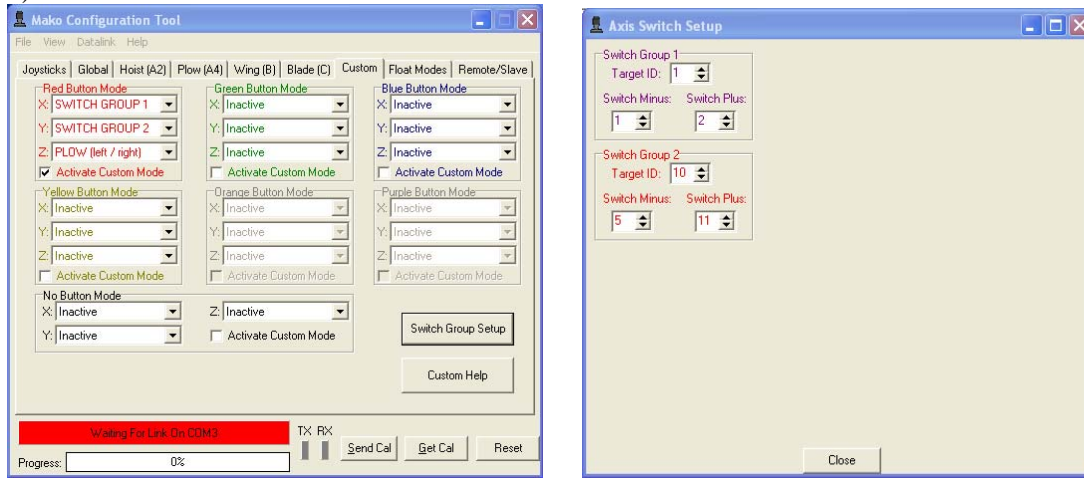 Mako Configuration Tool
File View Datalink Help
Joysticks Global Hoist (A2) Plow (A4) Wing (B) Blade (C) Custom Float Modes Remote/Slave
Red Button Mode
X: SWITCH GROUP 1
Y: SWITCH GROUP 2
Z: PLOW (left / right)
Activate Custom Mode
Green Button Mode
X: Inactive
Y: Inactive
Z: Inactive
Activate Custom Mode
Blue Button Mode
X: Inactive
Y: Inactive
Z: Inactive
Activate Custom Mode
Yellow Button Mode
X: Inactive
Y: Inactive
Z: Inactive
Activate Custom Mode
Orange Button Mode
X: Inactive
Y: Inactive
Z: Inactive
Activate Custom Mode
Purple Button Mode
X: Inactive
Y: Inactive
Z: Inactive
Activate Custom Mode
No Button Mode
X: Inactive
Y: Inactive
Z: Inactive
Activate Custom Mode
Switch Group Setup
Custom Help
Waiting For Link On COM3
TX RX
Progress: 0%
Send Cal Get Cal Reset
Axis Switch Setup
Switch Group 1
Target ID: 1
Switch Minus: Switch Plus:
1 2
Switch Group 2
Target ID: 10
Switch Minus: Switch Plus:
5 11
Close